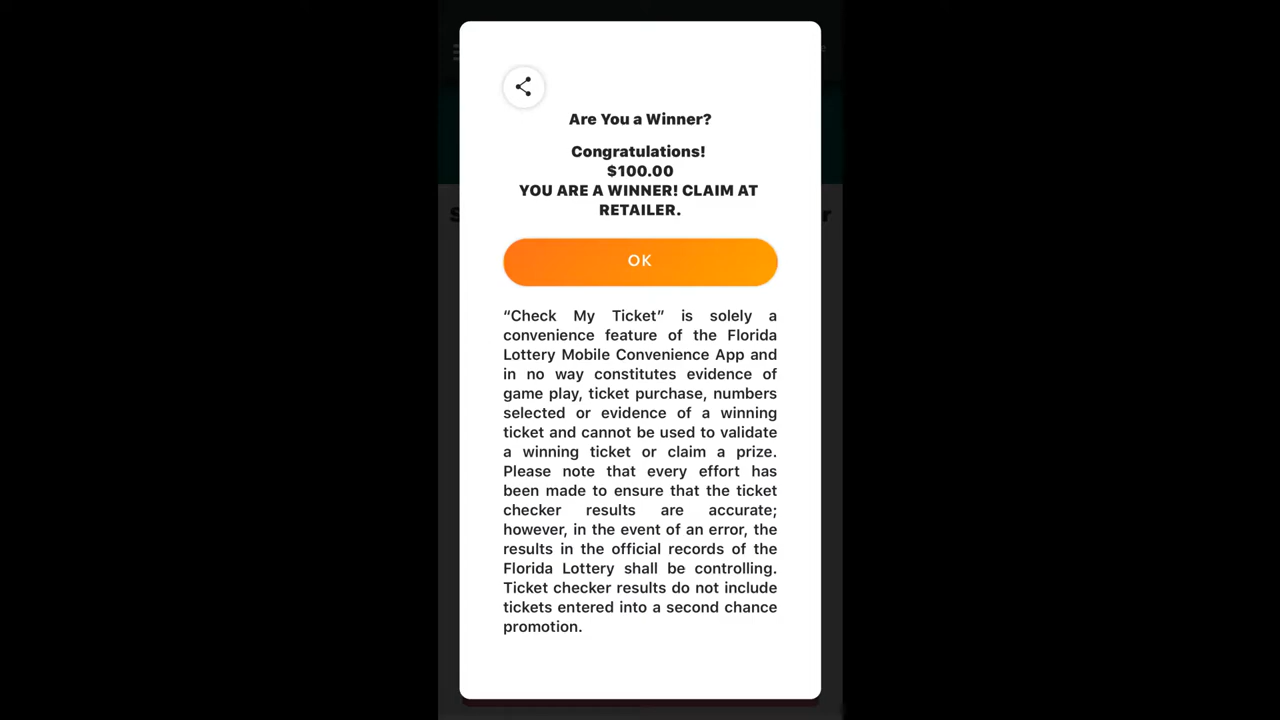 Are You a Winner?
Congratulations!
$100.00
YOU ARE A WINNER! CLAIM AT
RETAILER.
OK
“Check My Ticket” is solely a
convenience feature of the Florida
Lottery Mobile Convenience App and
in no way constitutes evidence of
game play, ticket purchase, numbers
selected or evidence of a winning
ticket and cannot be used to validate
a winning ticket or claim a prize.
Please note that every effort has
been made to ensure that the ticket
checker results are accurate;
however, in the event of an error, the
results in the official records of the
Florida Lottery shall be controlling.
Ticket checker results do not include
tickets entered into a second chance
promotion.